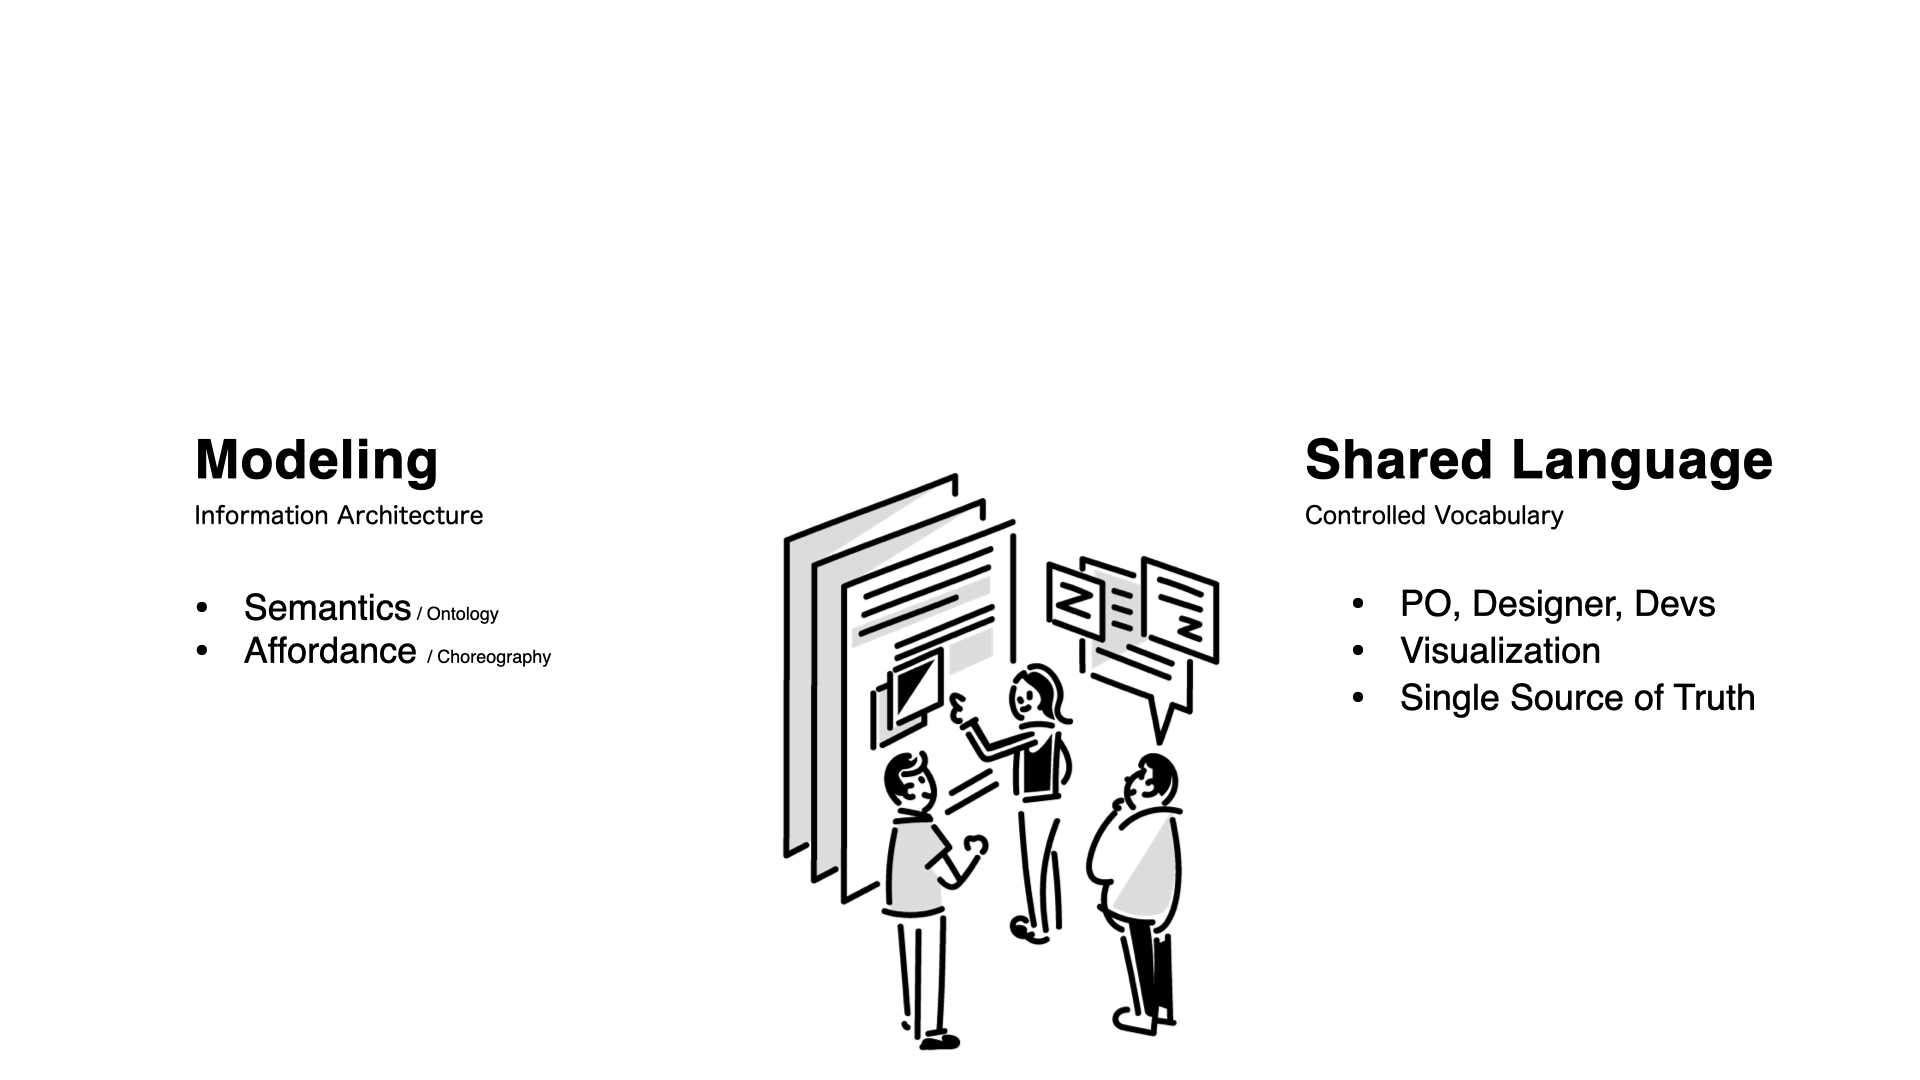 Modeling
Information Architecture
• Semantics / Ontology
• Affordance / Choreography
Shared Language
Controlled Vocabulary
• PO, Designer, Devs
• Visualization
• Single Source of Truth